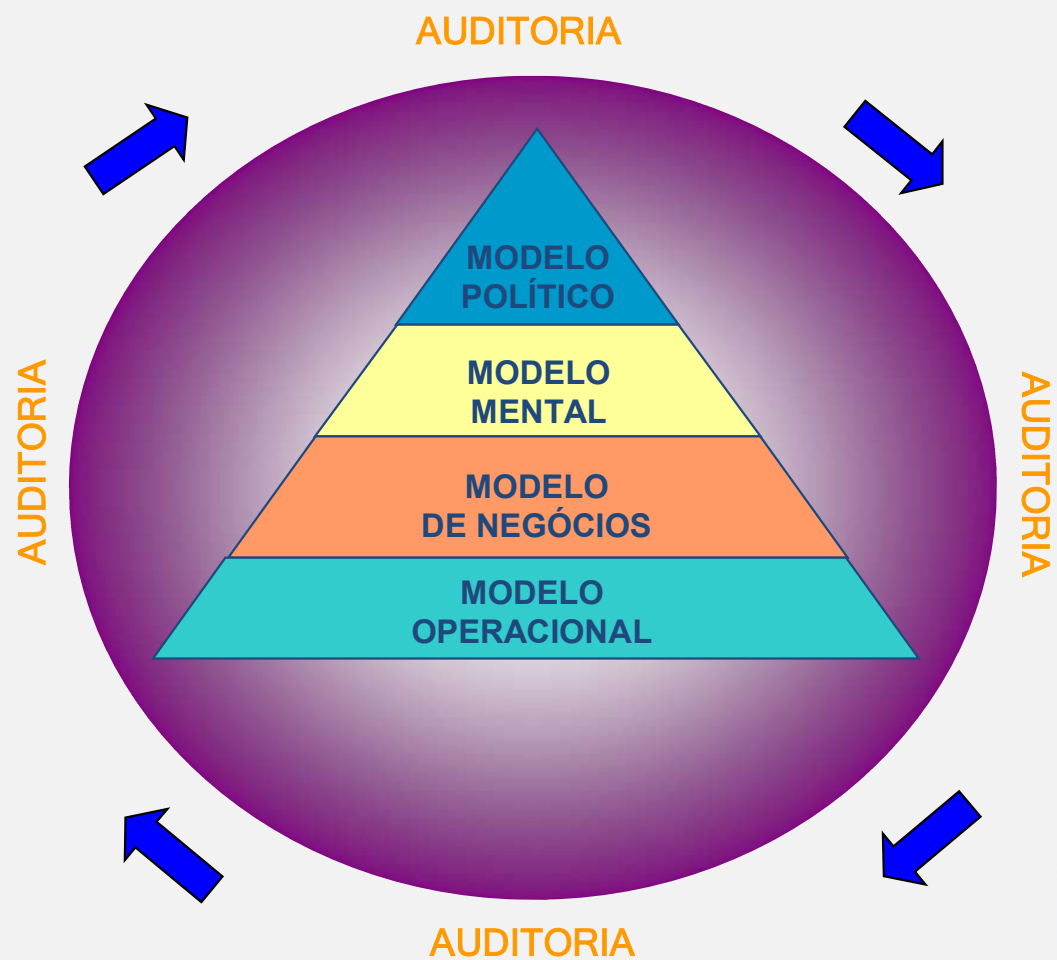 AUDITORIA
MODELO
POLÍTICO
MODELO
MENTAL
AUDITORIA
AUDITORIA
MODELO
DE NEGÓCIOS
MODELO
OPERACIONAL
AUDITORIA